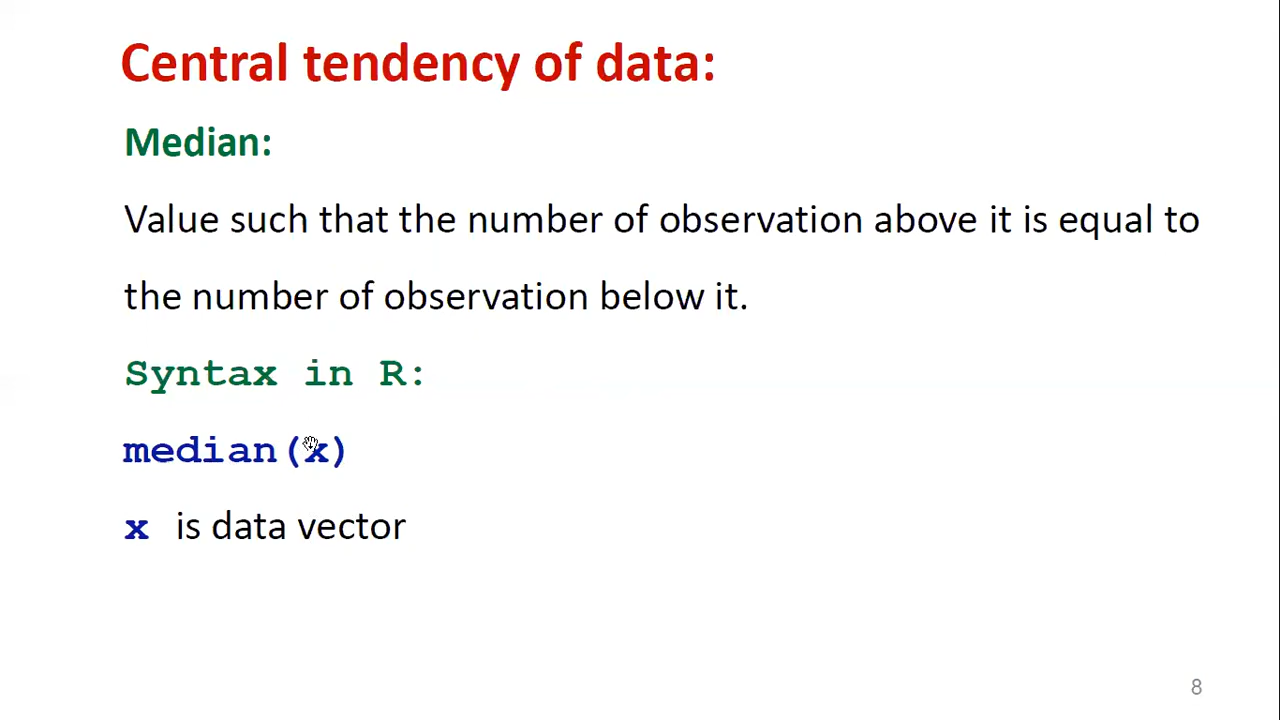 Central tendency of data:
Median:
Value such that the number of observation above it is equal to
the number of observation below it.
Syntax in R:
median(x)
x is data vector
8